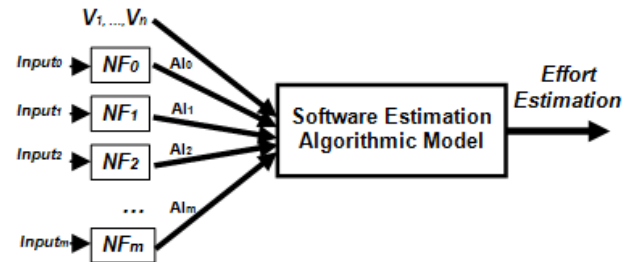 V₁, ...,Vₙ
Input₀ NF₀ AI₀
Input₁ NF₁ AI₁
Input₂ NF₂ AI₂
... AIₘ
Inputₘ NFₘ
Software Estimation
Algorithmic Model
Effort
Estimation